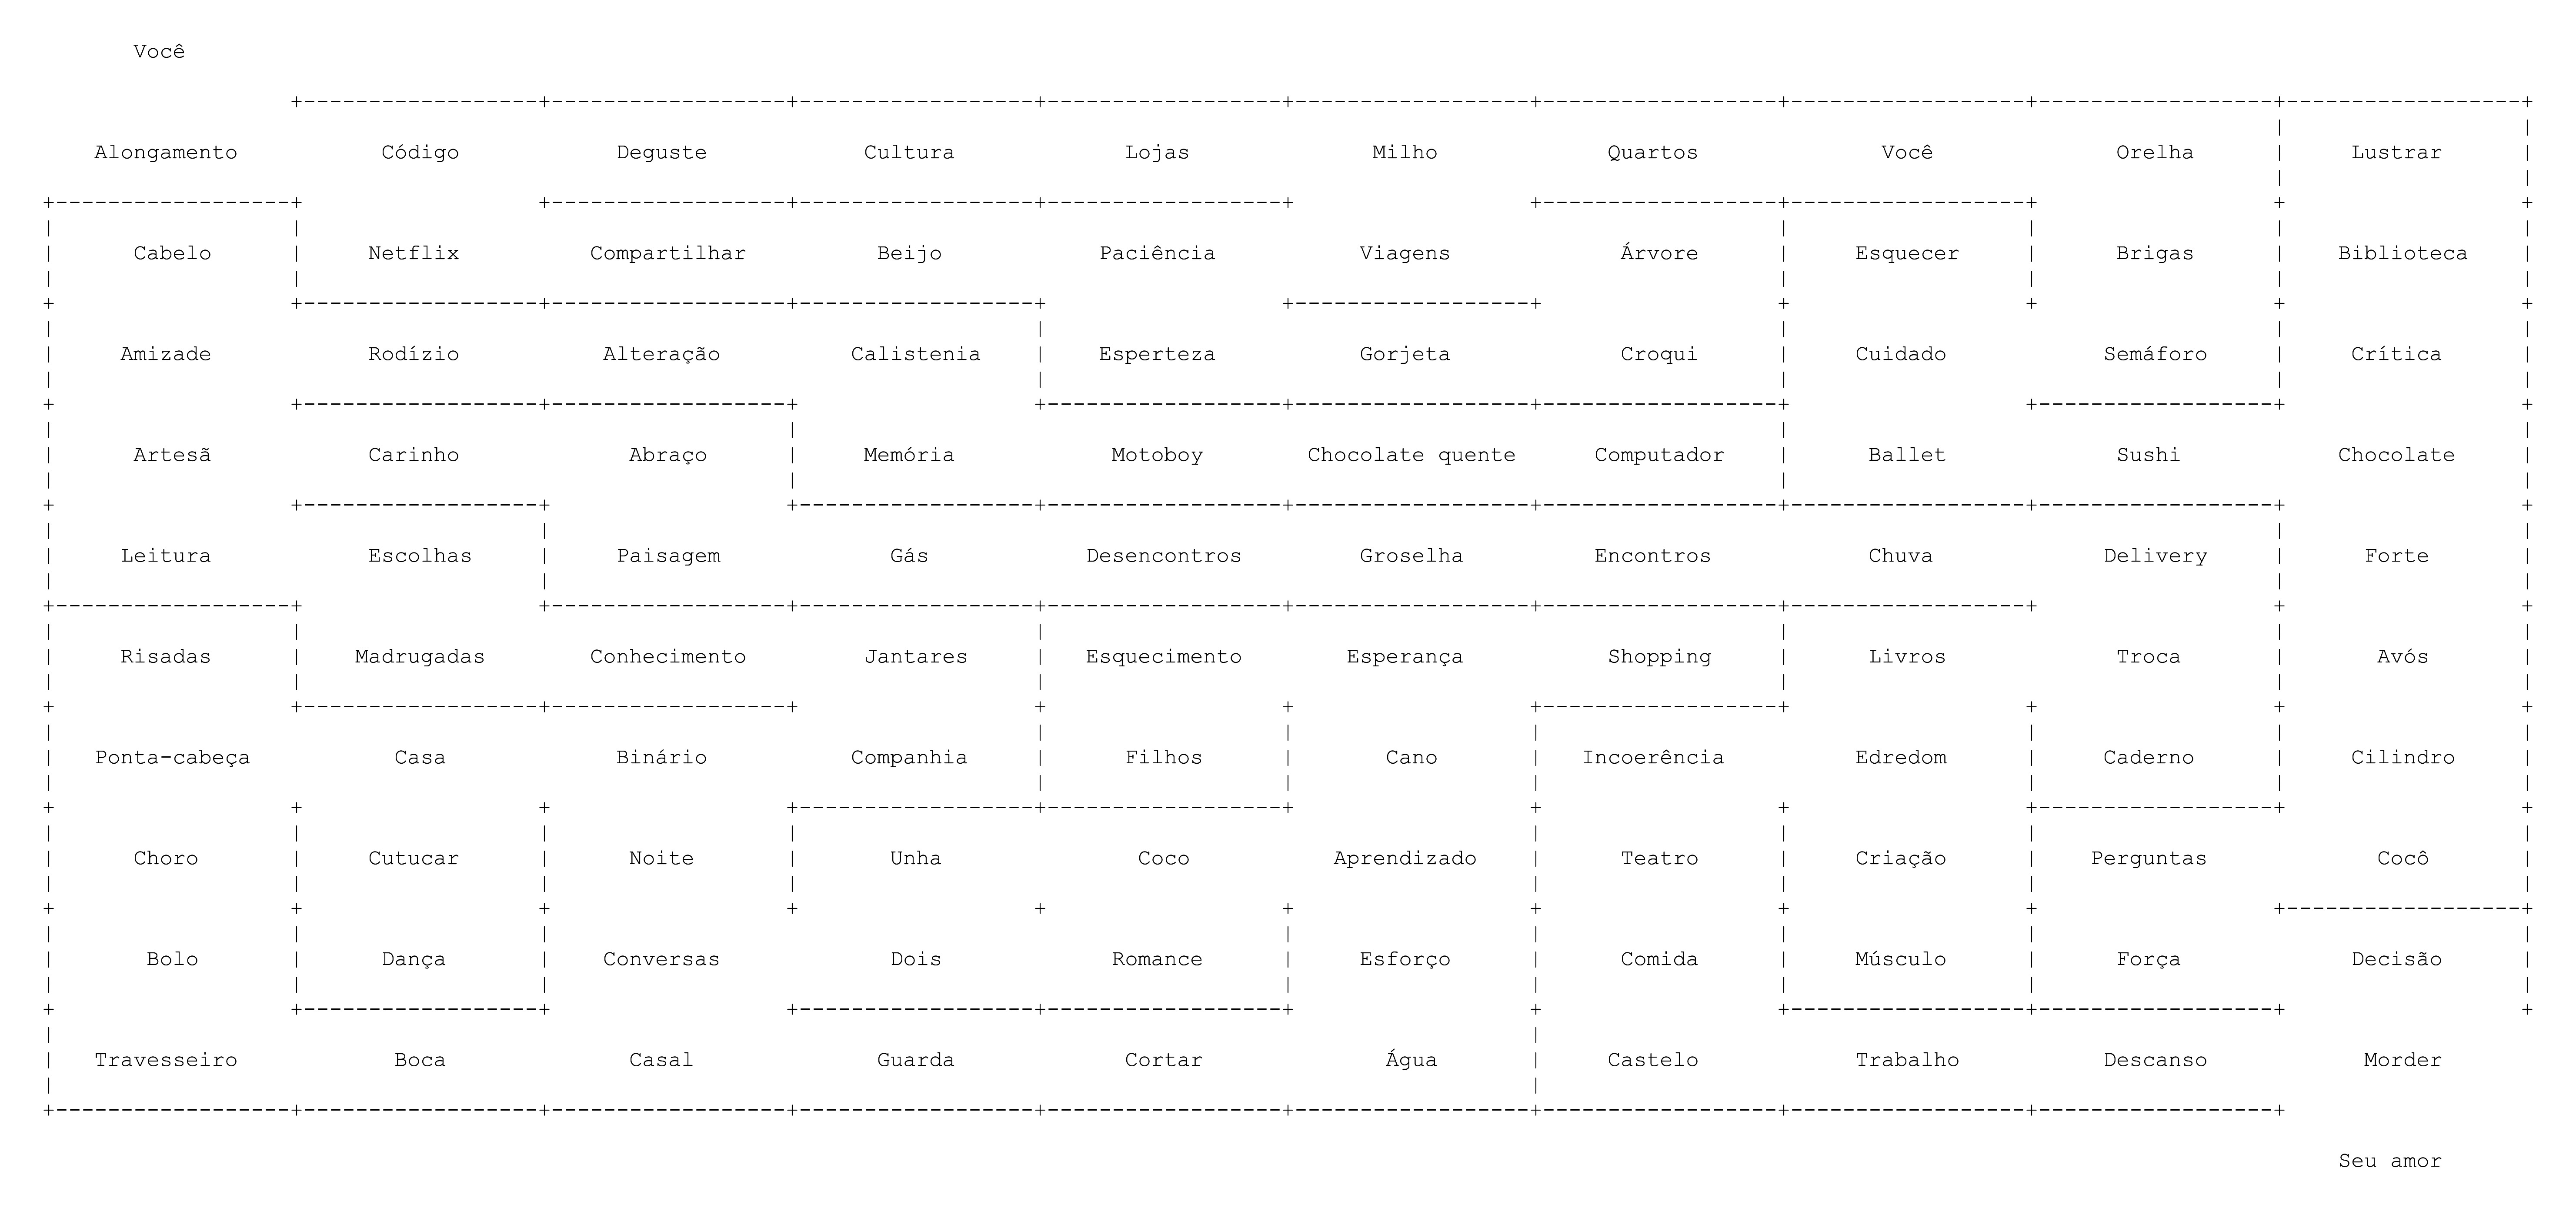 Você
Alongamento Código Deguste Cultura Lojas Milho Quartos Você Orelha Lustrar
Cabelo Netflix Compartilhar Beijo Paciência Viagens Árvore Esquecer Brigas Biblioteca
Amizade Rodízio Alteração Calistenia Esperteza Gorjeta Croqui Cuidado Semáforo Crítica
Artesã Carinho Abraço Memória Motoboy Chocolate quente Computador Ballet Sushi Chocolate
Leitura Escolhas Paisagem Gás Desencontros Groselha Encontros Chuva Delivery Forte
Risadas Madrugadas Conhecimento Jantares Esquecimento Esperança Shopping Livros Troca Avós
Ponta-cabeça Casa Binário Companhia Filhos Cano Incoerência Edredom Caderno Cilindro
Choro Cutucar Noite Unha Coco Aprendizado Teatro Criação Perguntas Cocô
Bolo Dança Conversas Dois Romance Esforço Comida Músculo Força Decisão
Travesseiro Boca Casal Guarda Cortar Água Castelo Trabalho Descanso Morder
Seu amor